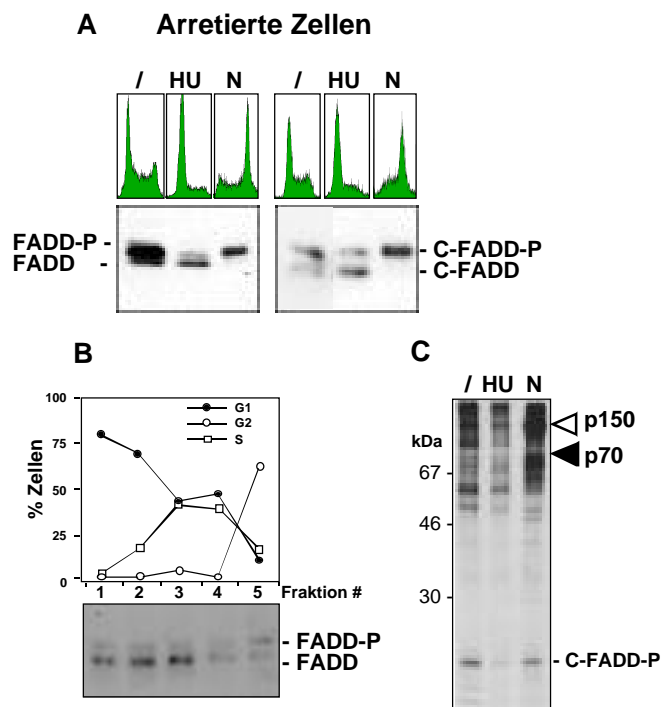 A Arretierte Zellen
/ HU N / HU N
FADD-P -
FADD -
- C-FADD-P
- C-FADD
B
100
75
50
25
0
% Zellen
G1
G2
S
1 2 3 4 5 Fraktion #
- FADD-P
- FADD
C
/ HU N
kDa
67 -
46 -
30 -
p150
p70
- C-FADD-P